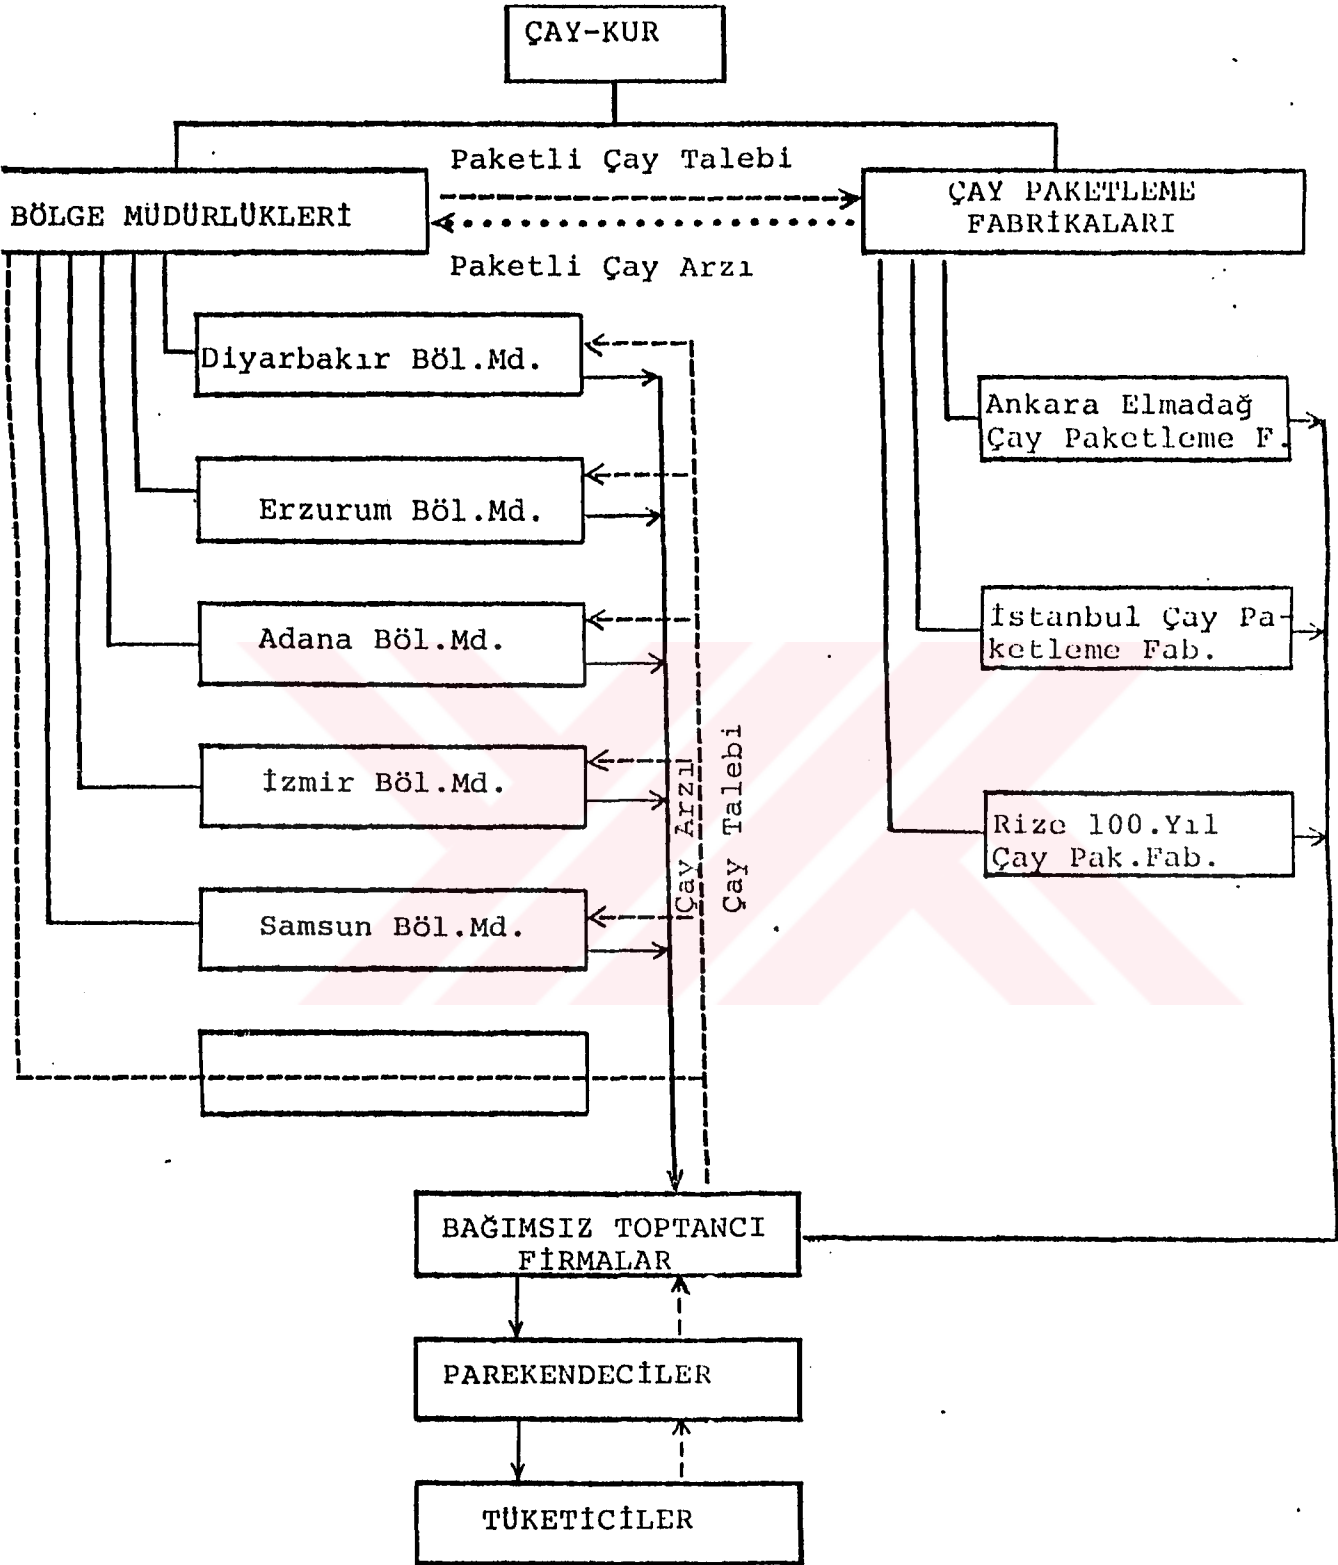 ÇAY-KUR
Paketli Çay Talebi
BÖLGE MÜDÜRLÜKLERİ
ÇAY PAKETLEME
FABRİKALARI
Paketli Çay Arzı
Diyarbakır Böl.Md.
Ankara Elmadağ
Çay Paketleme F.
Erzurum Böl.Md.
Adana Böl.Md.
İstanbul Çay Pa-
ketleme Fab.
İzmir Böl.Md.
Çay Arzı
Çay Talebi
Rize 100.Yıl
Çay Pak.Fab.
Samsun Böl.Md.
BAĞIMSIZ TOPTANCI
FİRMALAR
PAREKENDECİLER
TÜKETİCİLER